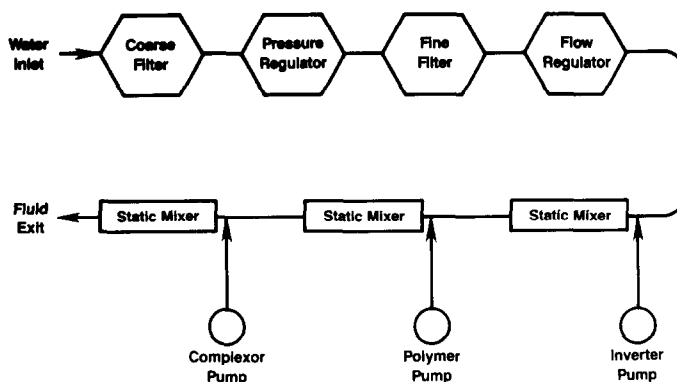 Water
Inlet
Coarse
Filter
Pressure
Regulator
Fine
Filter
Flow
Regulator
Fluid
Exit
Static Mixer
Static Mixer
Static Mixer
Complexor
Pump
Polymer
Pump
Inverter
Pump